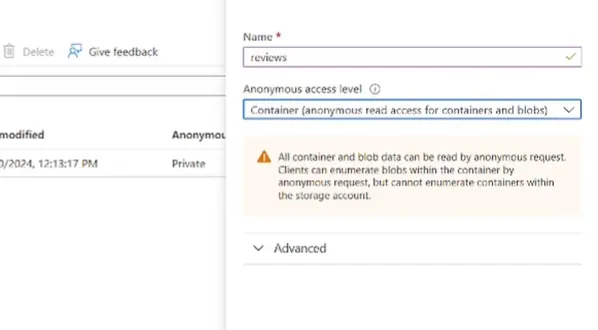 Delete Give feedback
modified Anonymou
0/2024, 12:13:17 PM Private
Name *
reviews
Anonymous access level
Container (anonymous read access for containers and blobs)
All container and blob data can be read by anonymous request.
Clients can enumerate blobs within the container by
anonymous request, but cannot enumerate containers within
the storage account.
Advanced